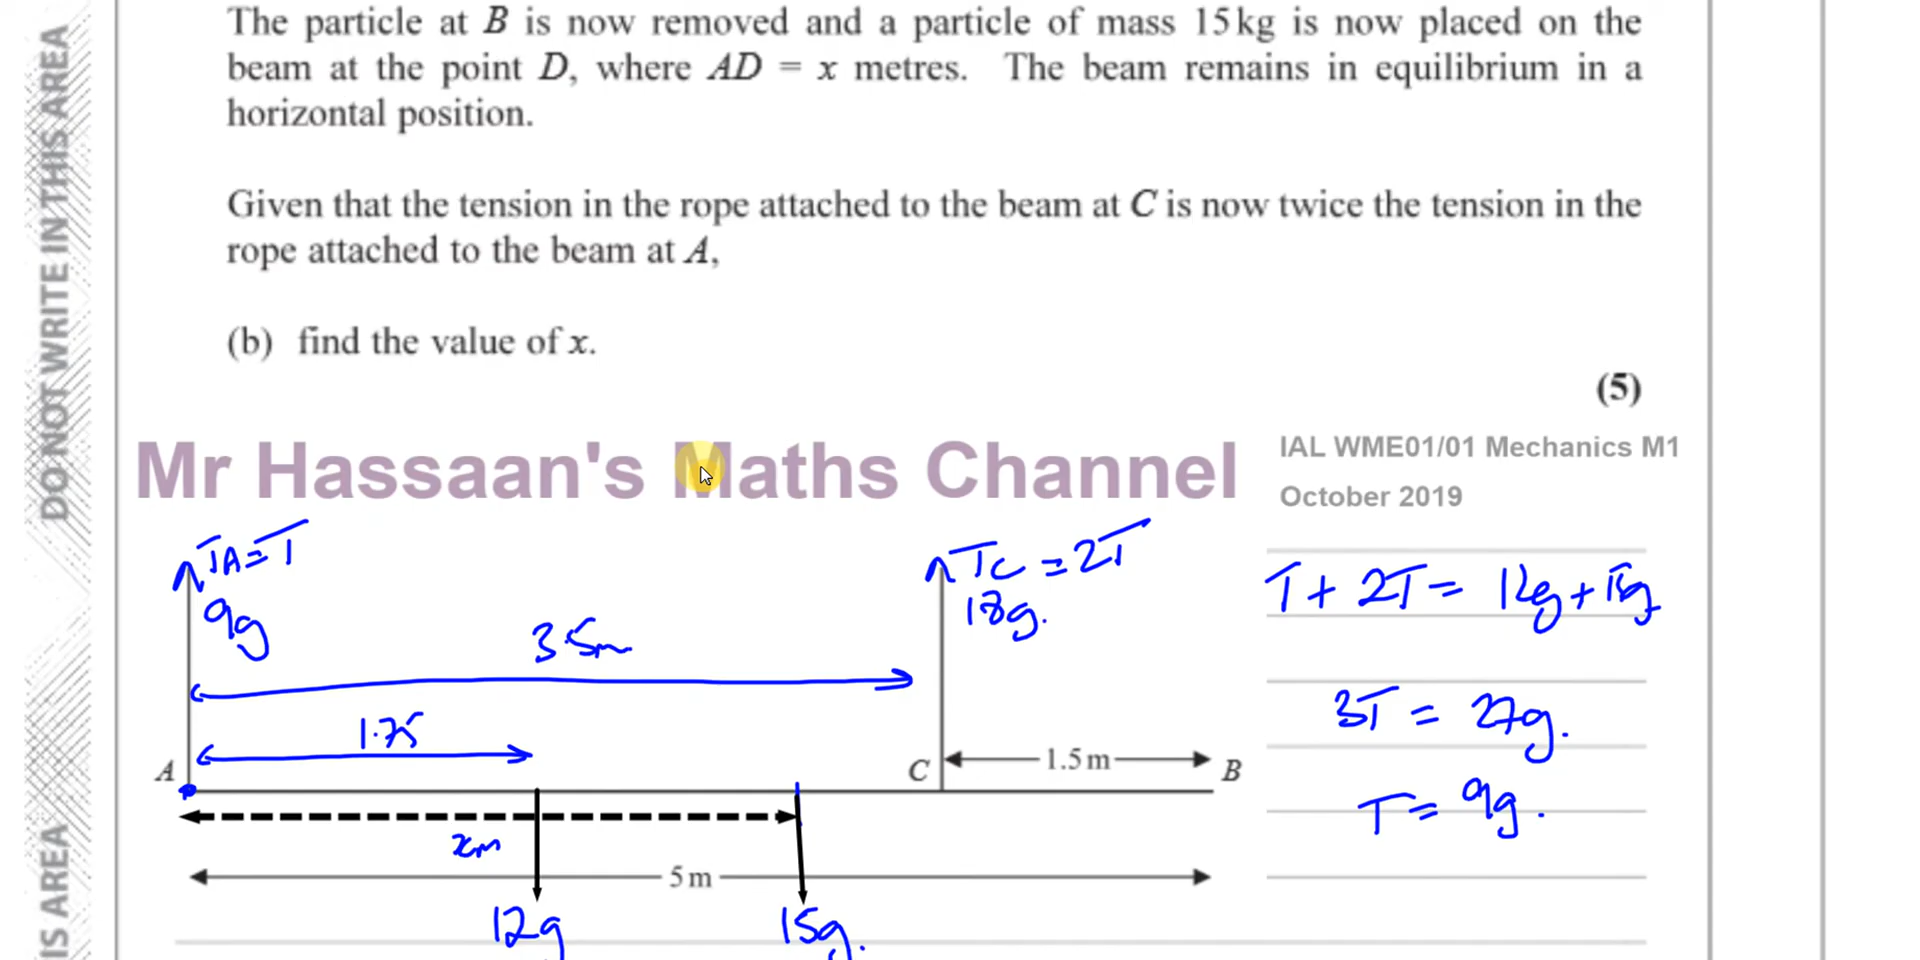 The particle at B is now removed and a particle of mass 15 kg is now placed on the
beam at the point D, where AD = x metres. The beam remains in equilibrium in a
horizontal position.
Given that the tension in the rope attached to the beam at C is now twice the tension in the
rope attached to the beam at A,
(b) find the value of x.
(5)
DO NOT WRITE IN THIS AREA
Mr Hassaan's Maths Channel
IAL WME01/01 Mechanics M1
October 2019
TA = T
9g
TC = 2T
18g.
3.5m
1.75
A
C
1.5 m
B
xm
5 m
12g
15g.
T + 2T = 12g + 15g
3T = 27g.
T = 9g.
IS AREA